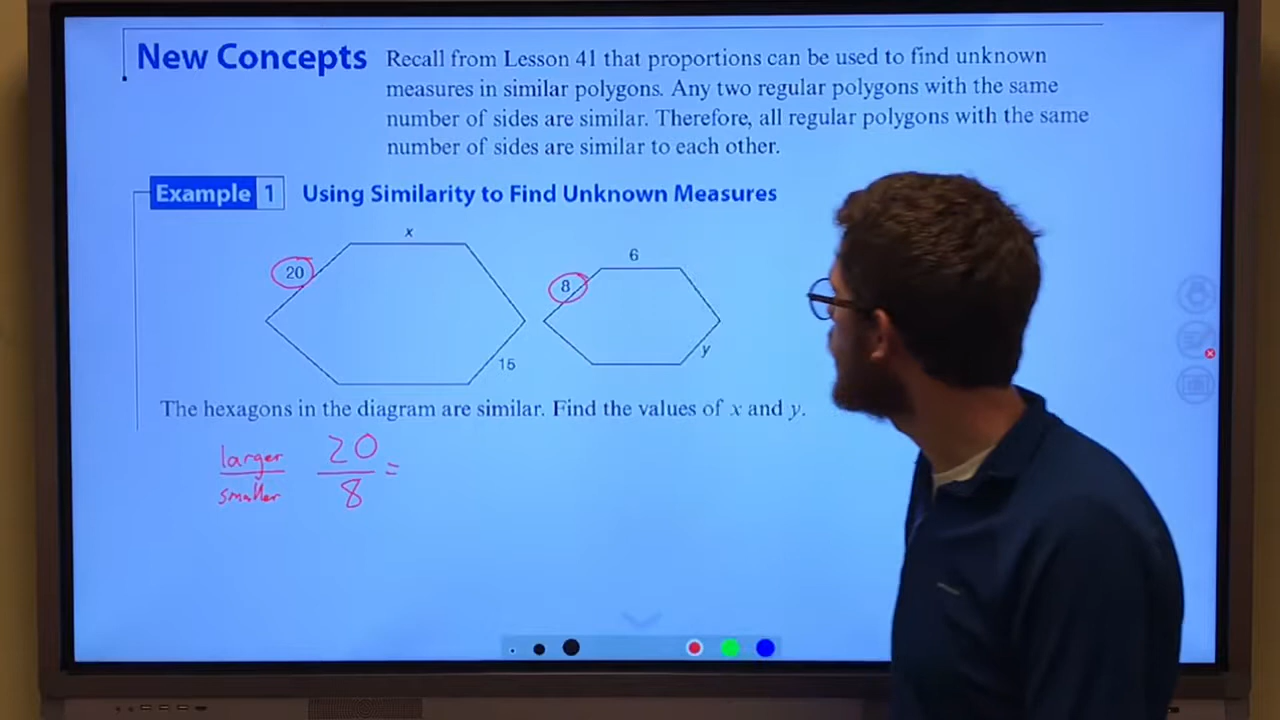 New Concepts
Recall from Lesson 41 that proportions can be used to find unknown
measures in similar polygons. Any two regular polygons with the same
number of sides are similar. Therefore, all regular polygons with the same
number of sides are similar to each other.
Example 1 Using Similarity to Find Unknown Measures
x
20
15
6
8
y
The hexagons in the diagram are similar. Find the values of x and y.
larger
smaller
20
8
=